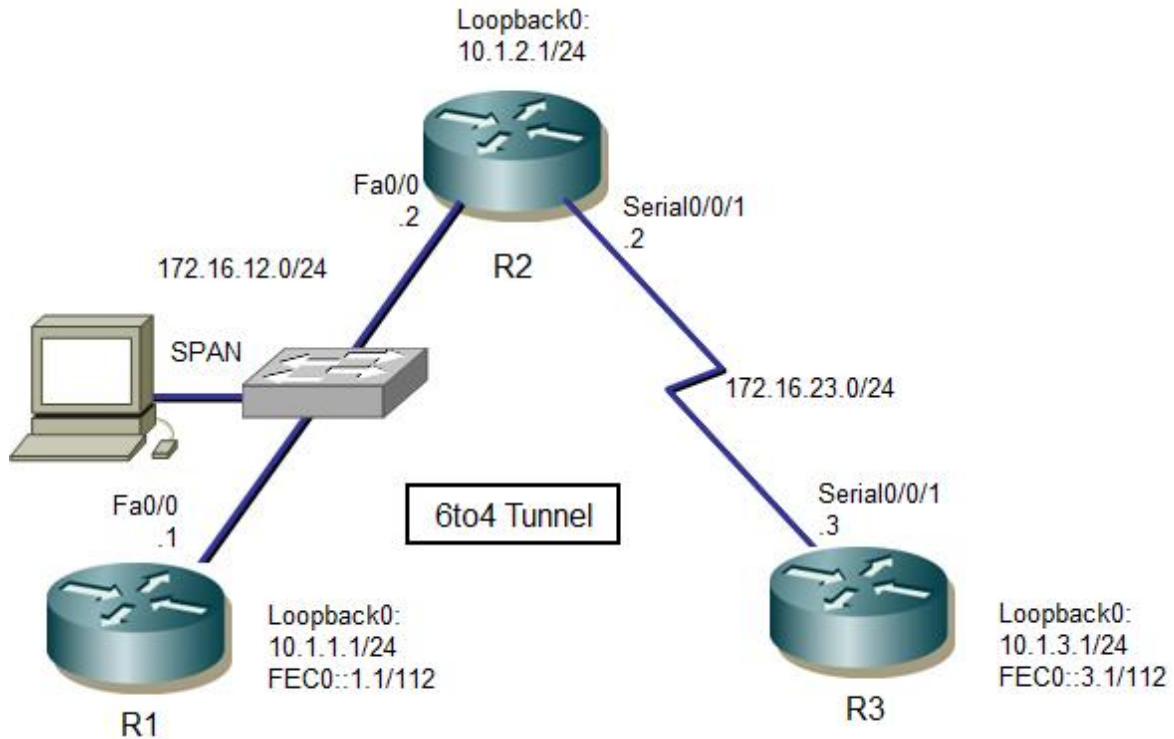 Loopback0:
10.1.2.1/24
Fa0/0
.2
Serial0/0/1
.2
R2
172.16.12.0/24
SPAN
172.16.23.0/24
Fa0/0
.1
6to4 Tunnel
Serial0/0/1
.3
Loopback0:
10.1.1.1/24
FEC0::1.1/112
R1
Loopback0:
10.1.3.1/24
FEC0::3.1/112
R3